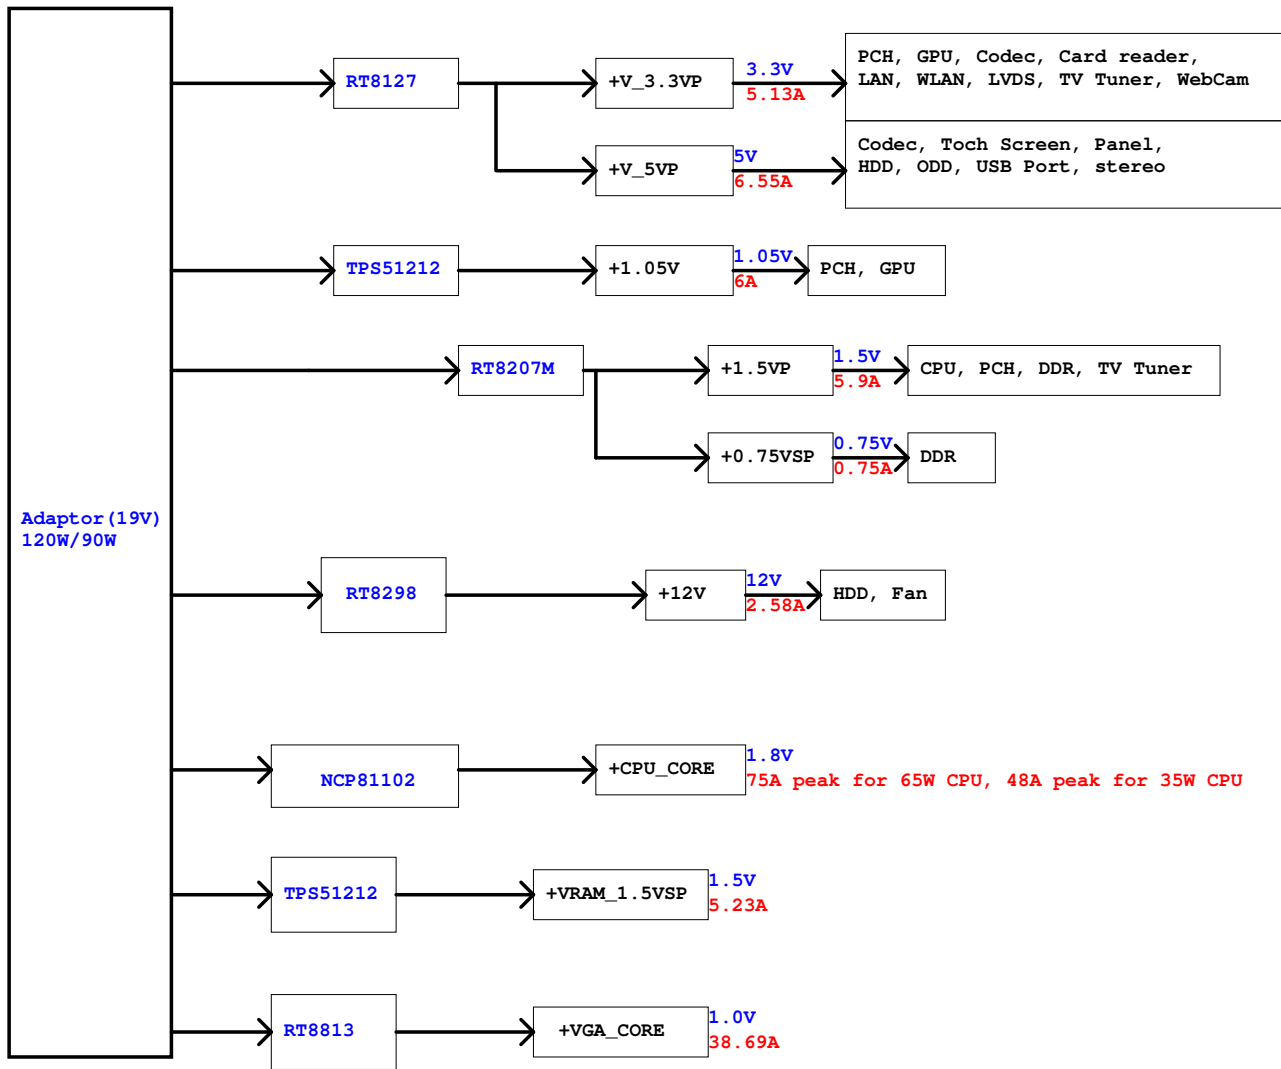 Adaptor(19V)
120W/90W
RT8127
+V_3.3VP
3.3V
5.13A
PCH, GPU, Codec, Card reader,
LAN, WLAN, LVDS, TV Tuner, WebCam
+V_5VP
5V
6.55A
Codec, Toch Screen, Panel,
HDD, ODD, USB Port, stereo
TPS51212
+1.05V
1.05V
6A
PCH, GPU
RT8207M
+1.5VP
1.5V
5.9A
CPU, PCH, DDR, TV Tuner
+0.75VSP
0.75V
0.75A
DDR
RT8298
+12V
12V
2.58A
HDD, Fan
NCP81102
+CPU_CORE
1.8V
75A peak for 65W CPU, 48A peak for 35W CPU
TPS51212
+VRAM_1.5VSP
1.5V
5.23A
RT8813
+VGA_CORE
1.0V
38.69A